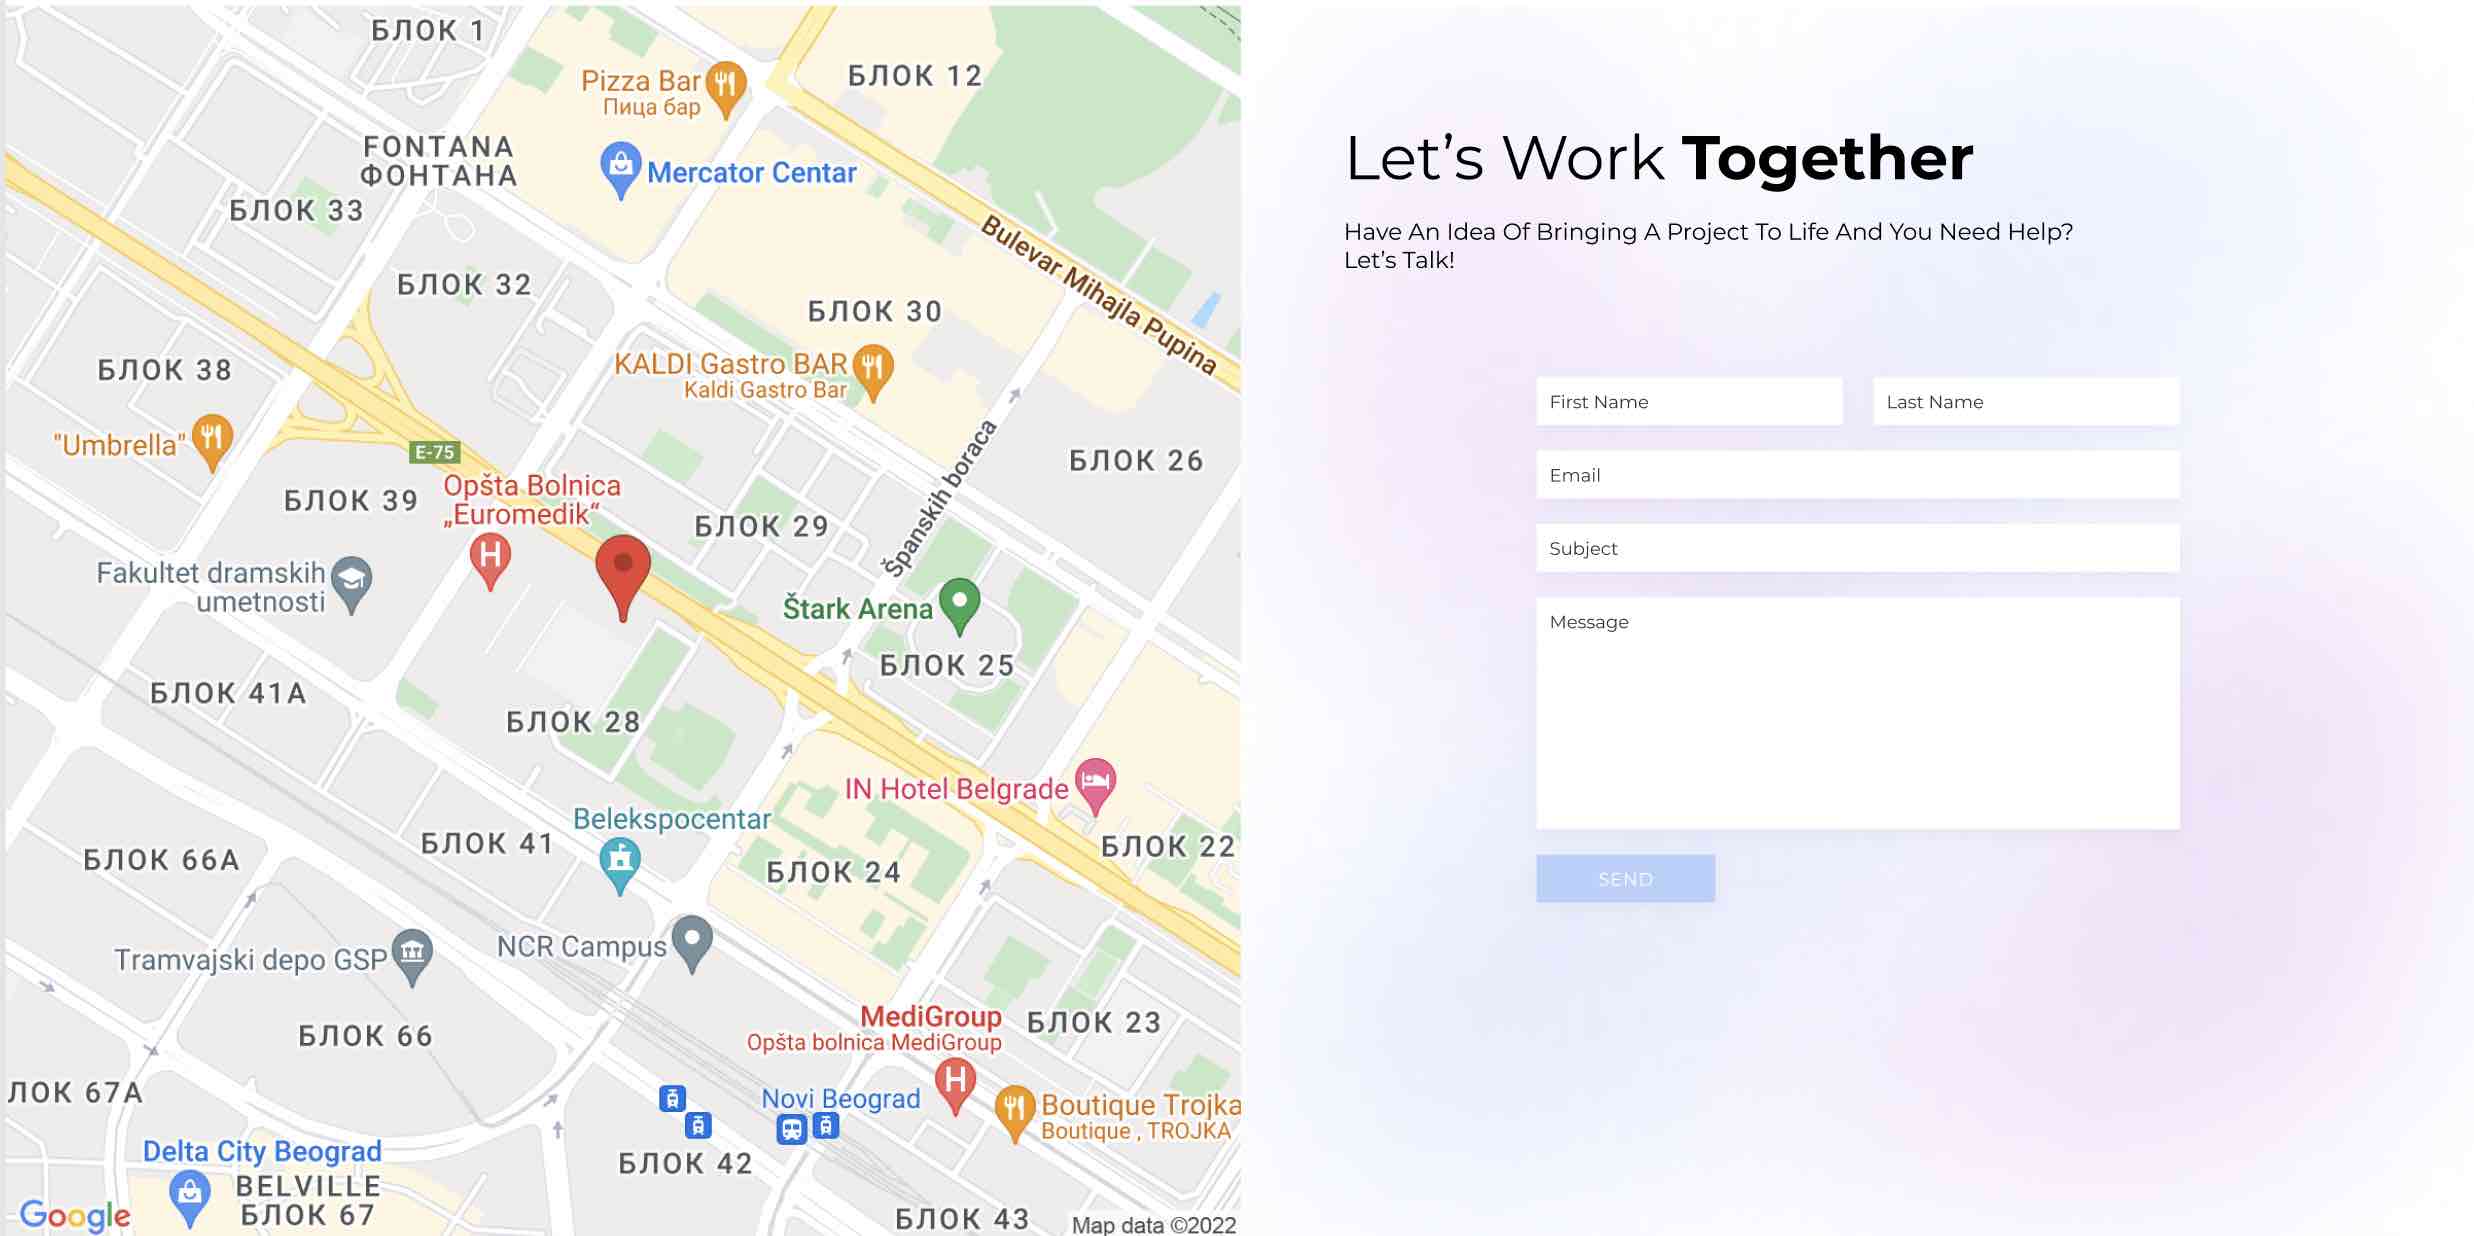 БЛОК 1
Pizza Bar
Пица бар
БЛОК 12
FONTANA
ФОНТАНА
Mercator Centar
БЛОК 33
Bulevar Mihajla Pupina
БЛОК 32
БЛОК 30
БЛОК 38
KALDI Gastro BAR
Kaldi Gastro Bar
"Umbrella"
E-75
Španskih boraca
БЛОК 26
Opšta Bolnica
„Euromedik“
БЛОК 39
БЛОК 29
Fakultet dramskih
umetnosti
Štark Arena
БЛОК 25
БЛОК 41А
БЛОК 28
IN Hotel Belgrade
Belekspocentar
БЛОК 41
БЛОК 22
БЛОК 66А
БЛОК 24
Tramvajski depo GSP
NCR Campus
MediGroup
Opšta bolnica MediGroup
БЛОК 23
БЛОК 66
ЛОК 67А
Novi Beograd
Boutique Trojka
Boutique , TROJKA
Delta City Beograd
БЛОК 42
BELVILLE
БЛОК 67
Google
БЛОК 43
Map data ©2022
Let’s Work Together
Have An Idea Of Bringing A Project To Life And You Need Help?
Let’s Talk!
First Name
Last Name
Email
Subject
Message
SEND